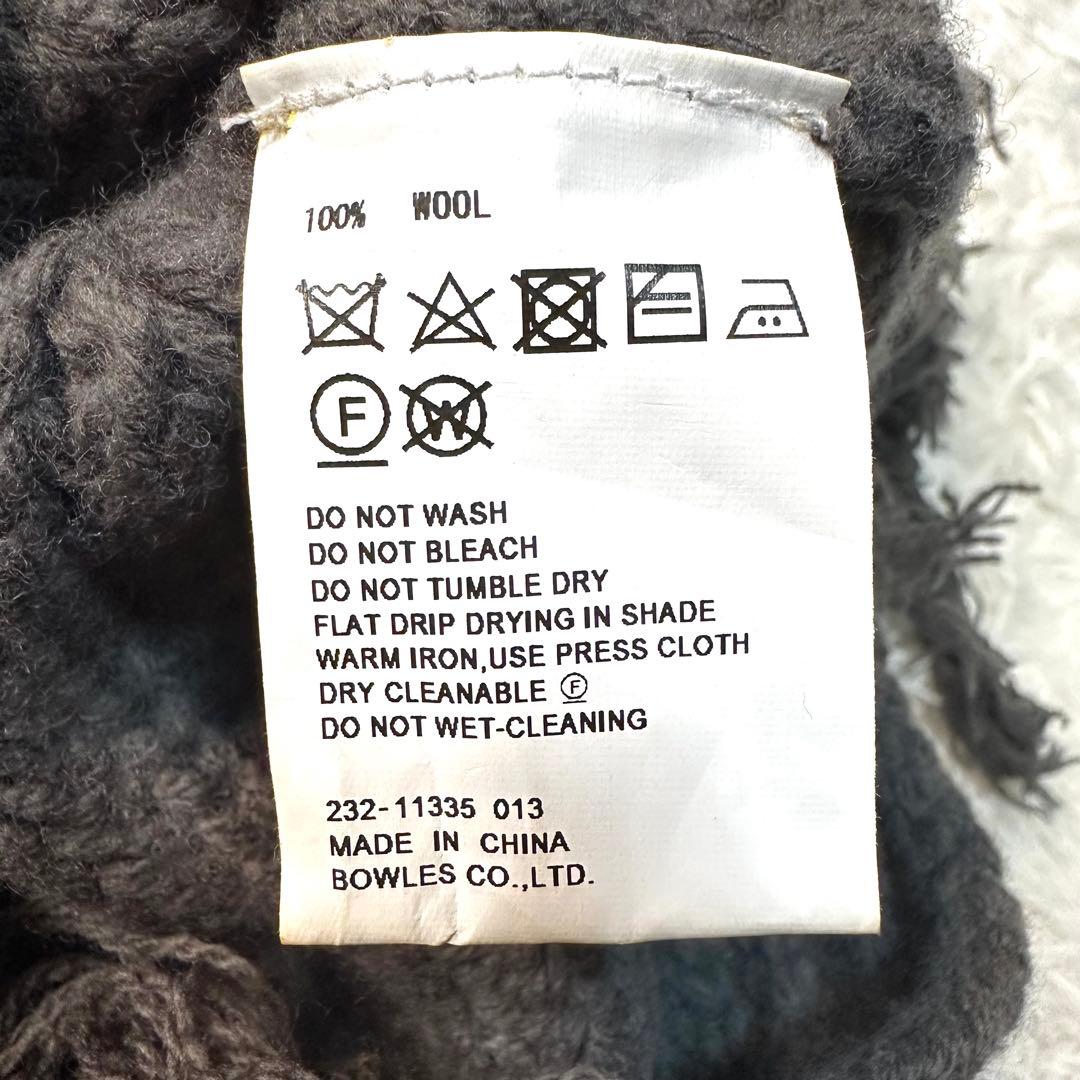 100% WOOL
F W
DO NOT WASH
DO NOT BLEACH
DO NOT TUMBLE DRY
FLAT DRIP DRYING IN SHADE
WARM IRON,USE PRESS CLOTH
DRY CLEANABLE Ⓕ
DO NOT WET-CLEANING
232-11335 013
MADE IN CHINA
BOWLES CO.,LTD.